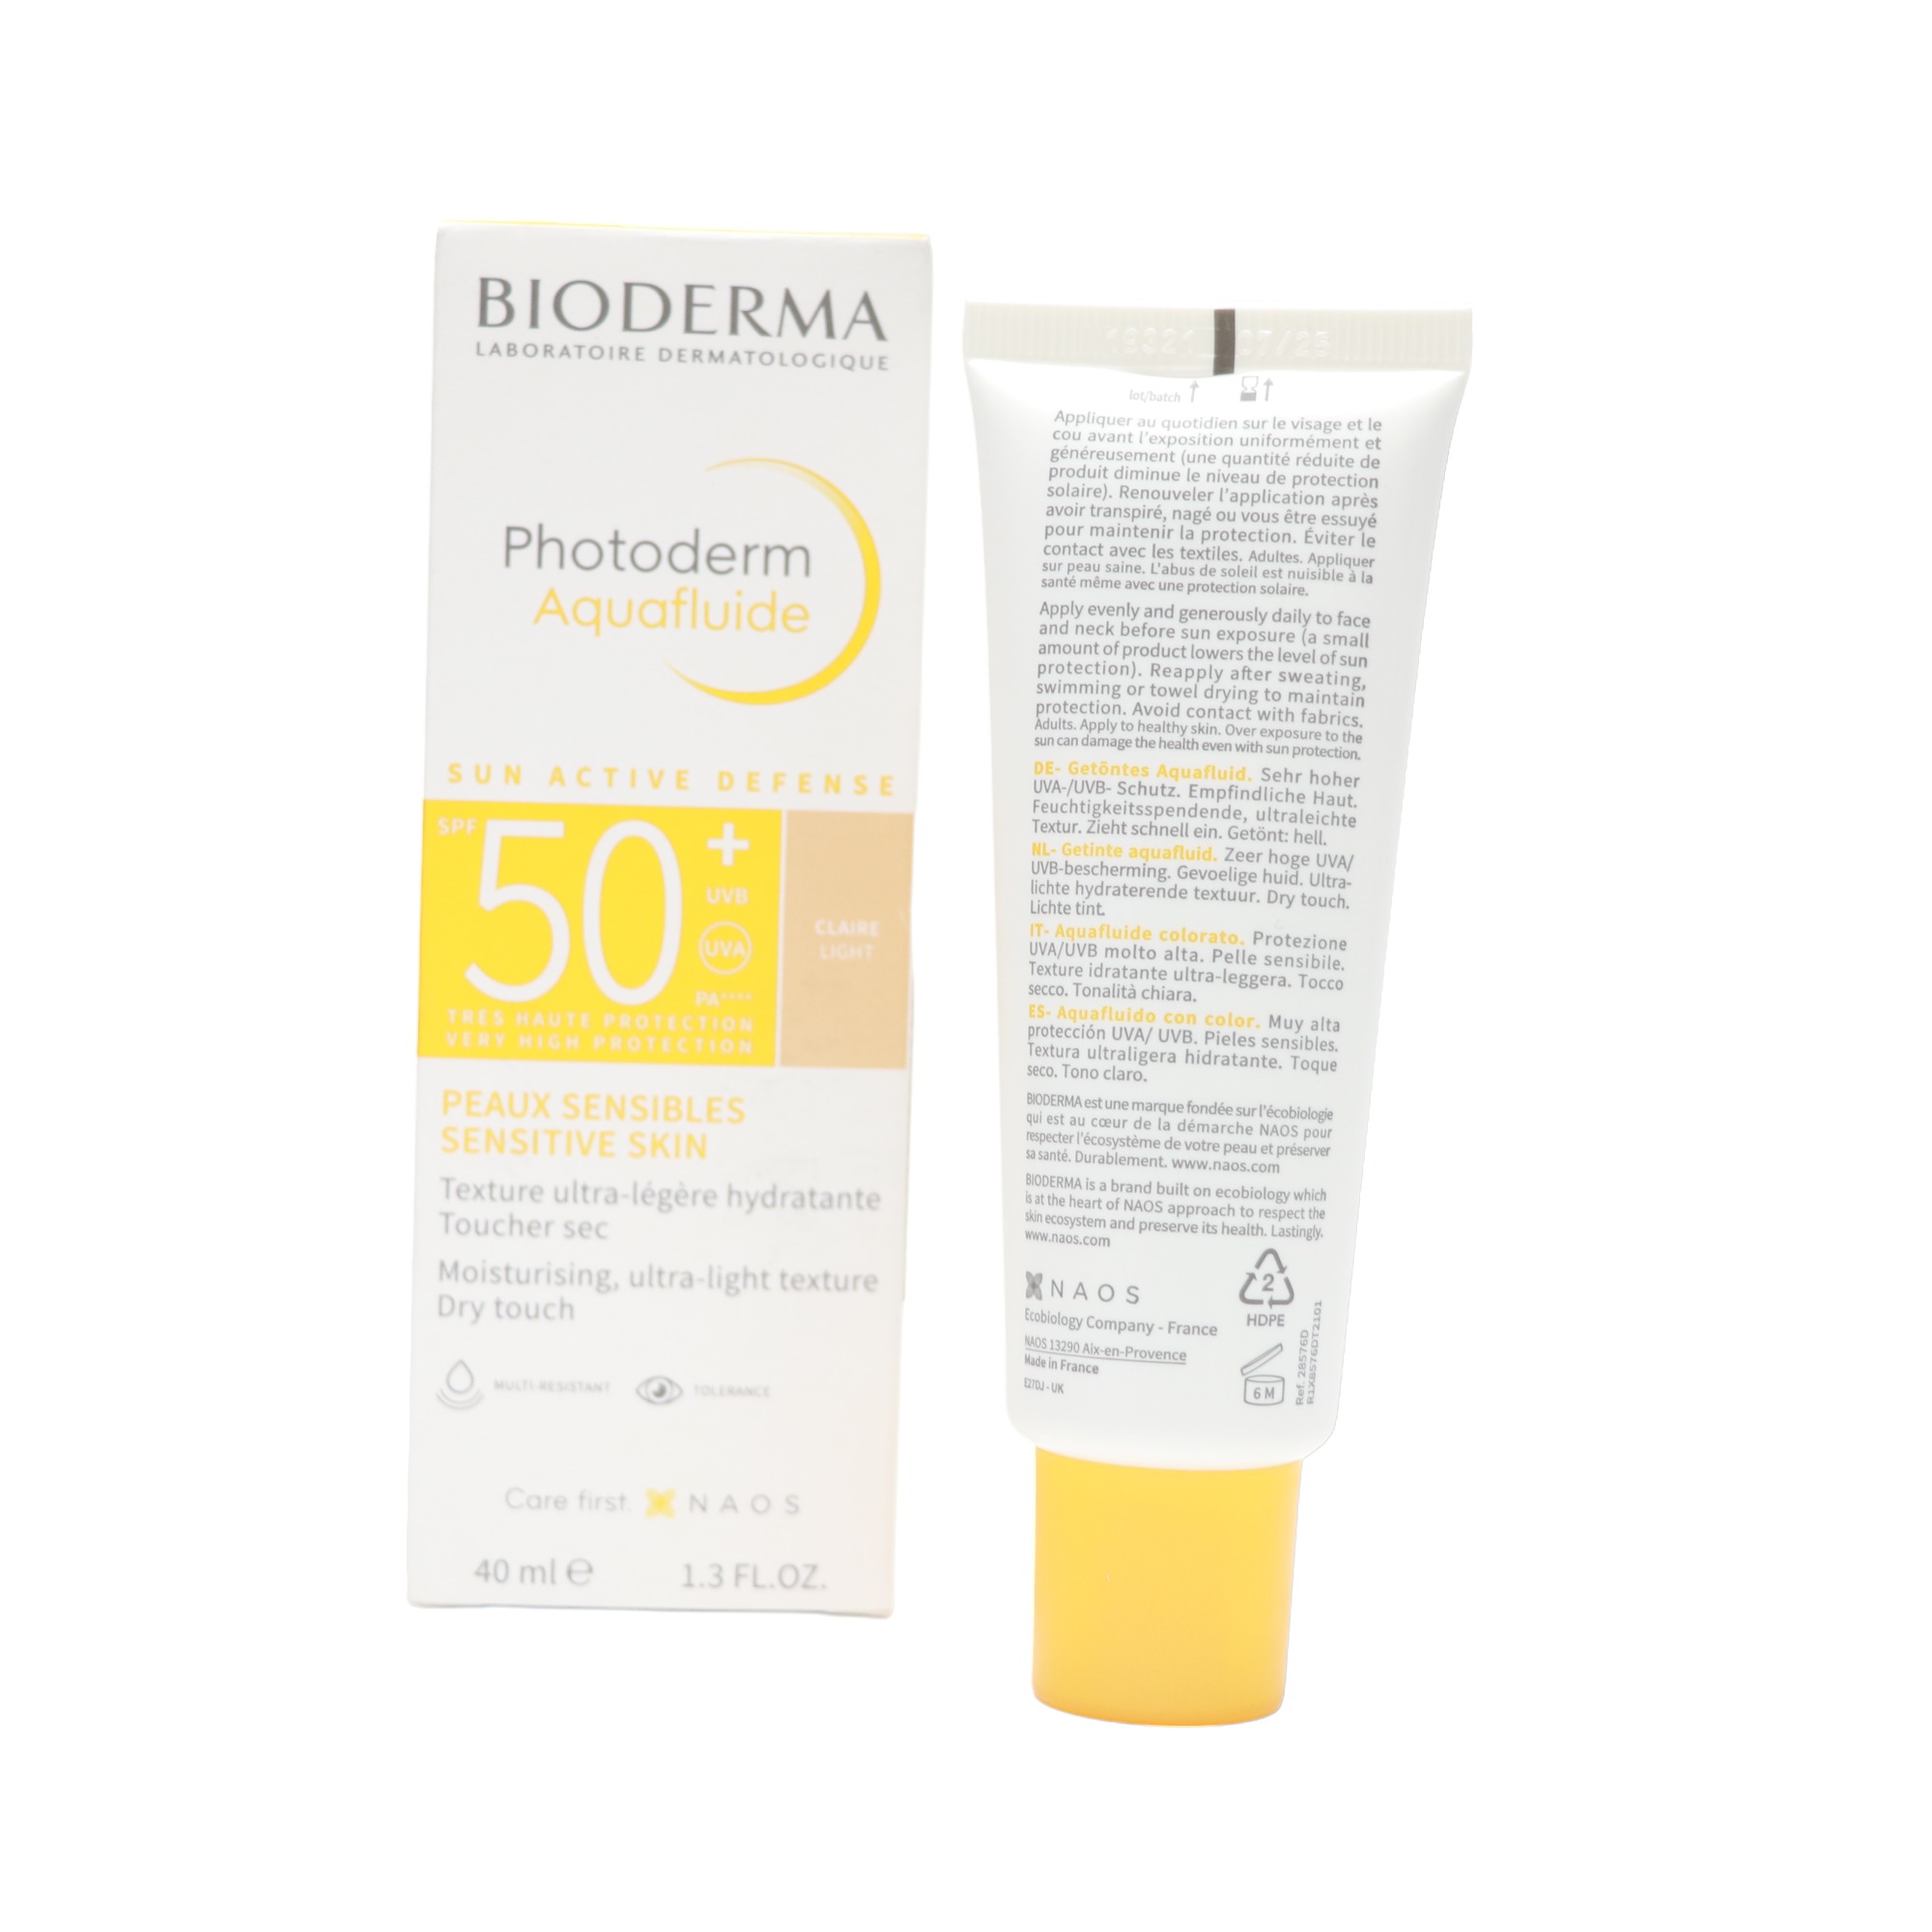 BIODERMA
LABORATOIRE DERMATOLOGIQUE
Photoderm
Aquafluide
SUN ACTIVE DEFENSE
SPF 50+
UVB
UVA
PA****
TRÈS HAUTE PROTECTION
VERY HIGH PROTECTION
CLAIRE
LIGHT
PEAUX SENSIBLES
SENSITIVE SKIN
Texture ultra-légère hydratante
Toucher sec
Moisturising, ultra-light texture
Dry touch
MULTI-RESISTANT
TOLERANCE
Care first. NAOS
40 ml ℮ 1.3 FL.OZ.
lot/batch
Appliquer au quotidien sur le visage et le
cou avant l'exposition uniformément et
généreusement (une quantité réduite de
produit diminue le niveau de protection
solaire). Renouveler l'application après
avoir transpiré, nagé ou vous être essuyé
pour maintenir la protection. Éviter le
contact avec les textiles. Adultes. Appliquer
sur peau saine. L'abus de soleil est nuisible à la
santé même avec une protection solaire.
Apply evenly and generously daily to face
and neck before sun exposure (a small
amount of product lowers the level of sun
protection). Reapply after sweating,
swimming or towel drying to maintain
protection. Avoid contact with fabrics.
Adults. Apply to healthy skin. Over exposure to the
sun can damage the health even with sun protection.
DE- Getöntes Aquafluid. Sehr hoher
UVA-/UVB- Schutz. Empfindliche Haut.
Feuchtigkeitsspendende, ultraleichte
Textur. Zieht schnell ein. Getönt: hell.
NL- Getinte aquafluid. Zeer hoge UVA/
UVB-bescherming. Gevoelige huid. Ultra-
lichte hydraterende textuur. Dry touch.
Lichte tint.
IT- Aquafluide colorato. Protezione
UVA/UVB molto alta. Pelle sensibile.
Texture idratante ultra-leggera. Tocco
secco. Tonalità chiara.
ES- Aquafluido con color. Muy alta
protección UVA/ UVB. Pieles sensibles.
Textura ultraligera hidratante. Toque
seco. Tono claro.
BIODERMA est une marque fondée sur l'écobiologie
qui est au cœur de la démarche NAOS pour
respecter l'écosystème de votre peau et préserver
sa santé. Durablement. www.naos.com
BIODERMA is a brand built on ecobiology which
is at the heart of NAOS approach to respect the
skin ecosystem and preserve its health. Lastingly.
www.naos.com
NAOS
Ecobiology Company - France
NAOS 13290 Aix-en-Provence
Made in France
E270J - UK
2
HDPE
6 M
Ref. 28576D
R1X8576DT2101